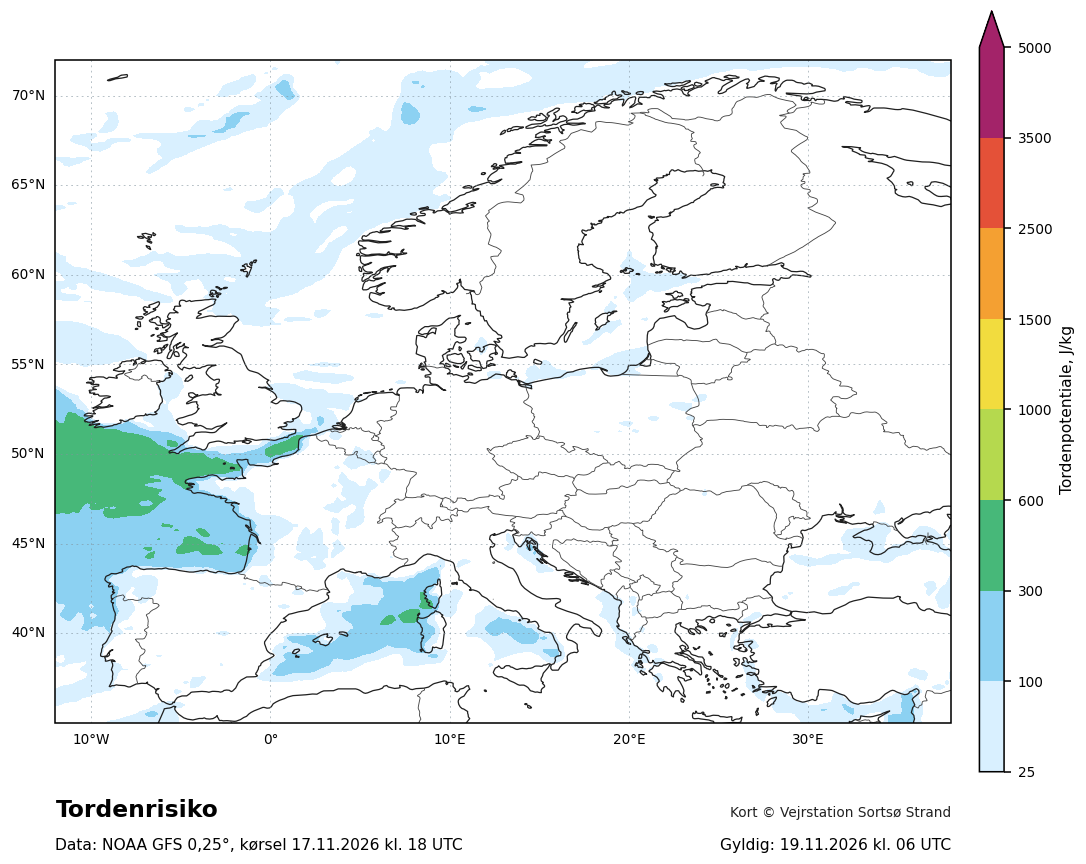 70°N
65°N
60°N
55°N
50°N
45°N
40°N
10°W
0°
10°E
20°E
30°E
5000
3500
2500
1500
1000
600
300
100
25
Tordenpotentiale, J/kg
Tordenrisiko
Kort © Vejrstation Sortsø Strand
Data: NOAA GFS 0,25°, kørsel 17.11.2026 kl. 18 UTC
Gyldig: 19.11.2026 kl. 06 UTC